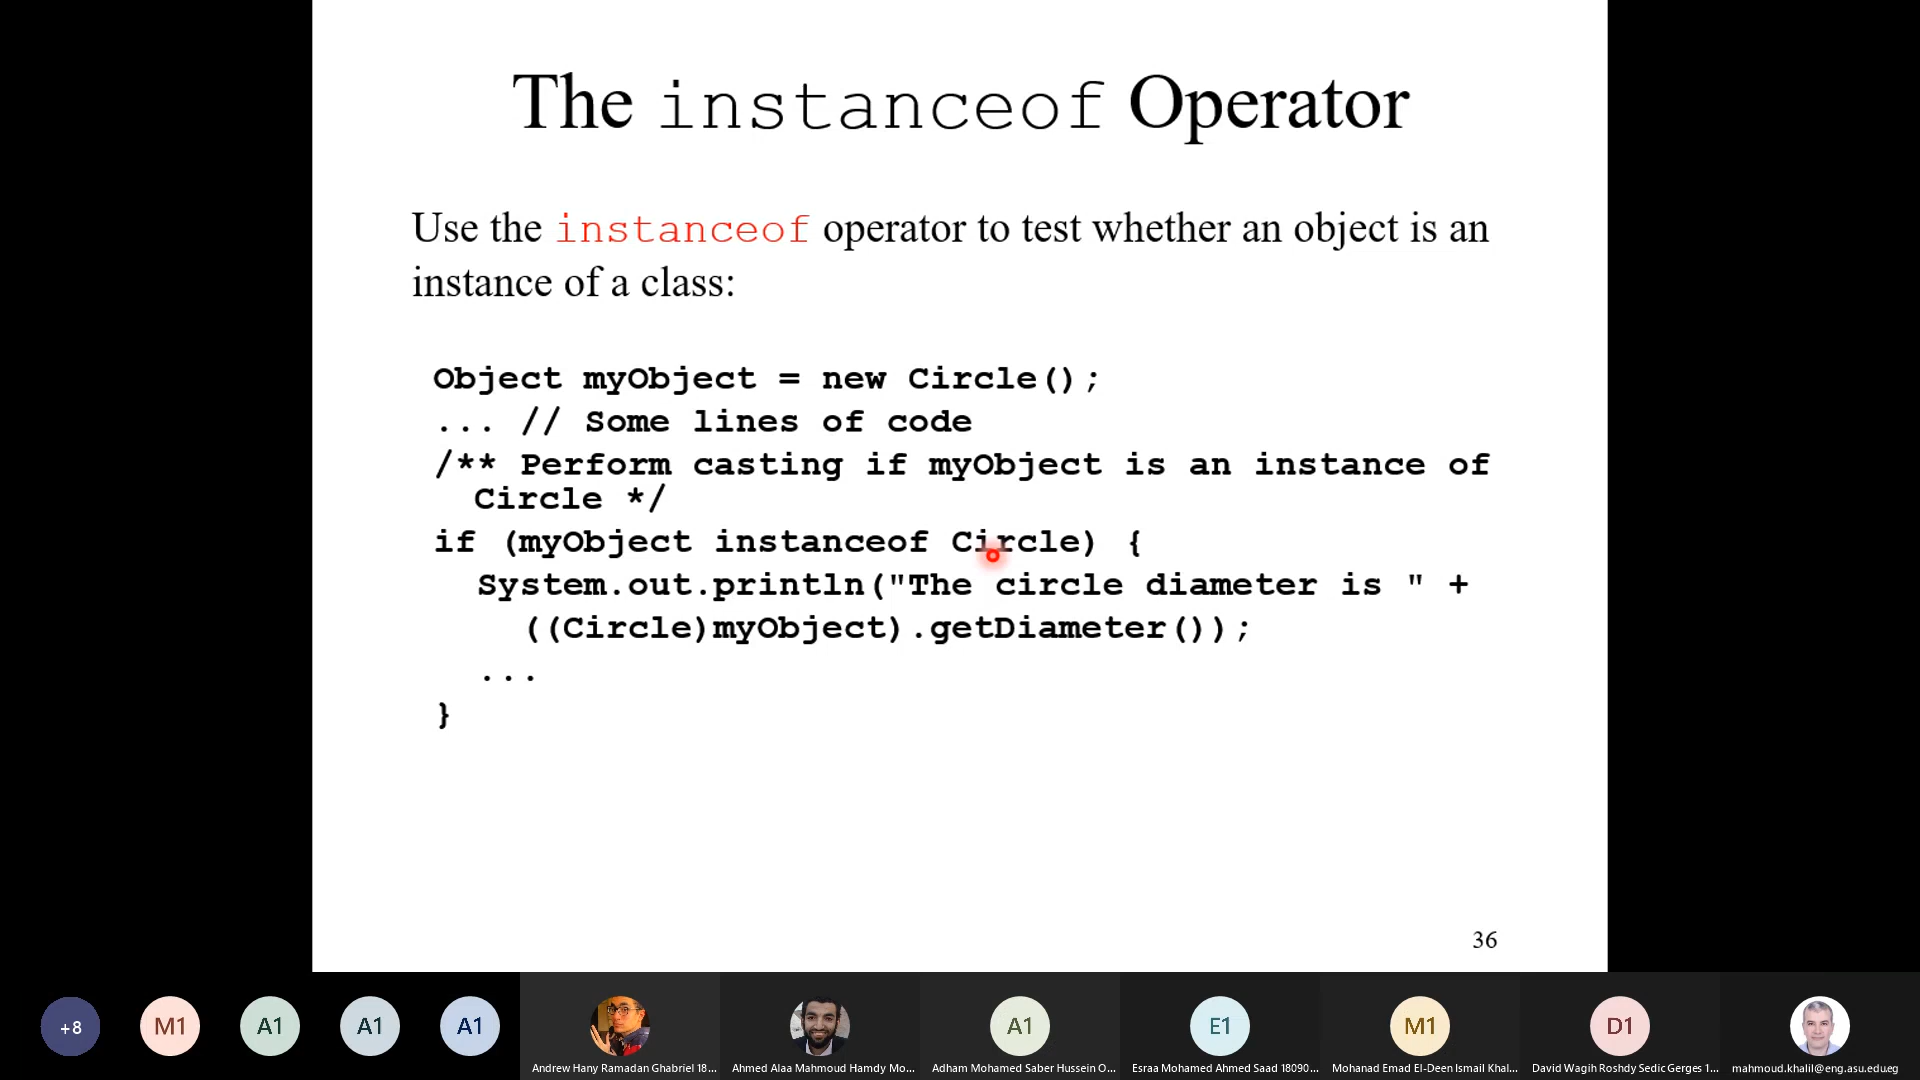 The instanceof Operator
Use the instanceof operator to test whether an object is an
instance of a class:
Object myObject = new Circle();
... // Some lines of code
/** Perform casting if myObject is an instance of
Circle */
if (myObject instanceof Circle) {
System.out.println("The circle diameter is " +
((Circle)myObject).getDiameter());
...
}
36
+8
M1
A1
A1
A1
A1
E1
M1
D1
Andrew Hany Ramadan Ghabriel 18...
Ahmed Alaa Mahmoud Hamdy Mo...
Adham Mohamed Saber Hussein O...
Esraa Mohamed Ahmed Saad 18090...
Mohanad Emad El-Deen Ismail Khal...
David Wagih Roshdy Sedic Gerges 1...
mahmoud.khalil@eng.asu.edu.eg